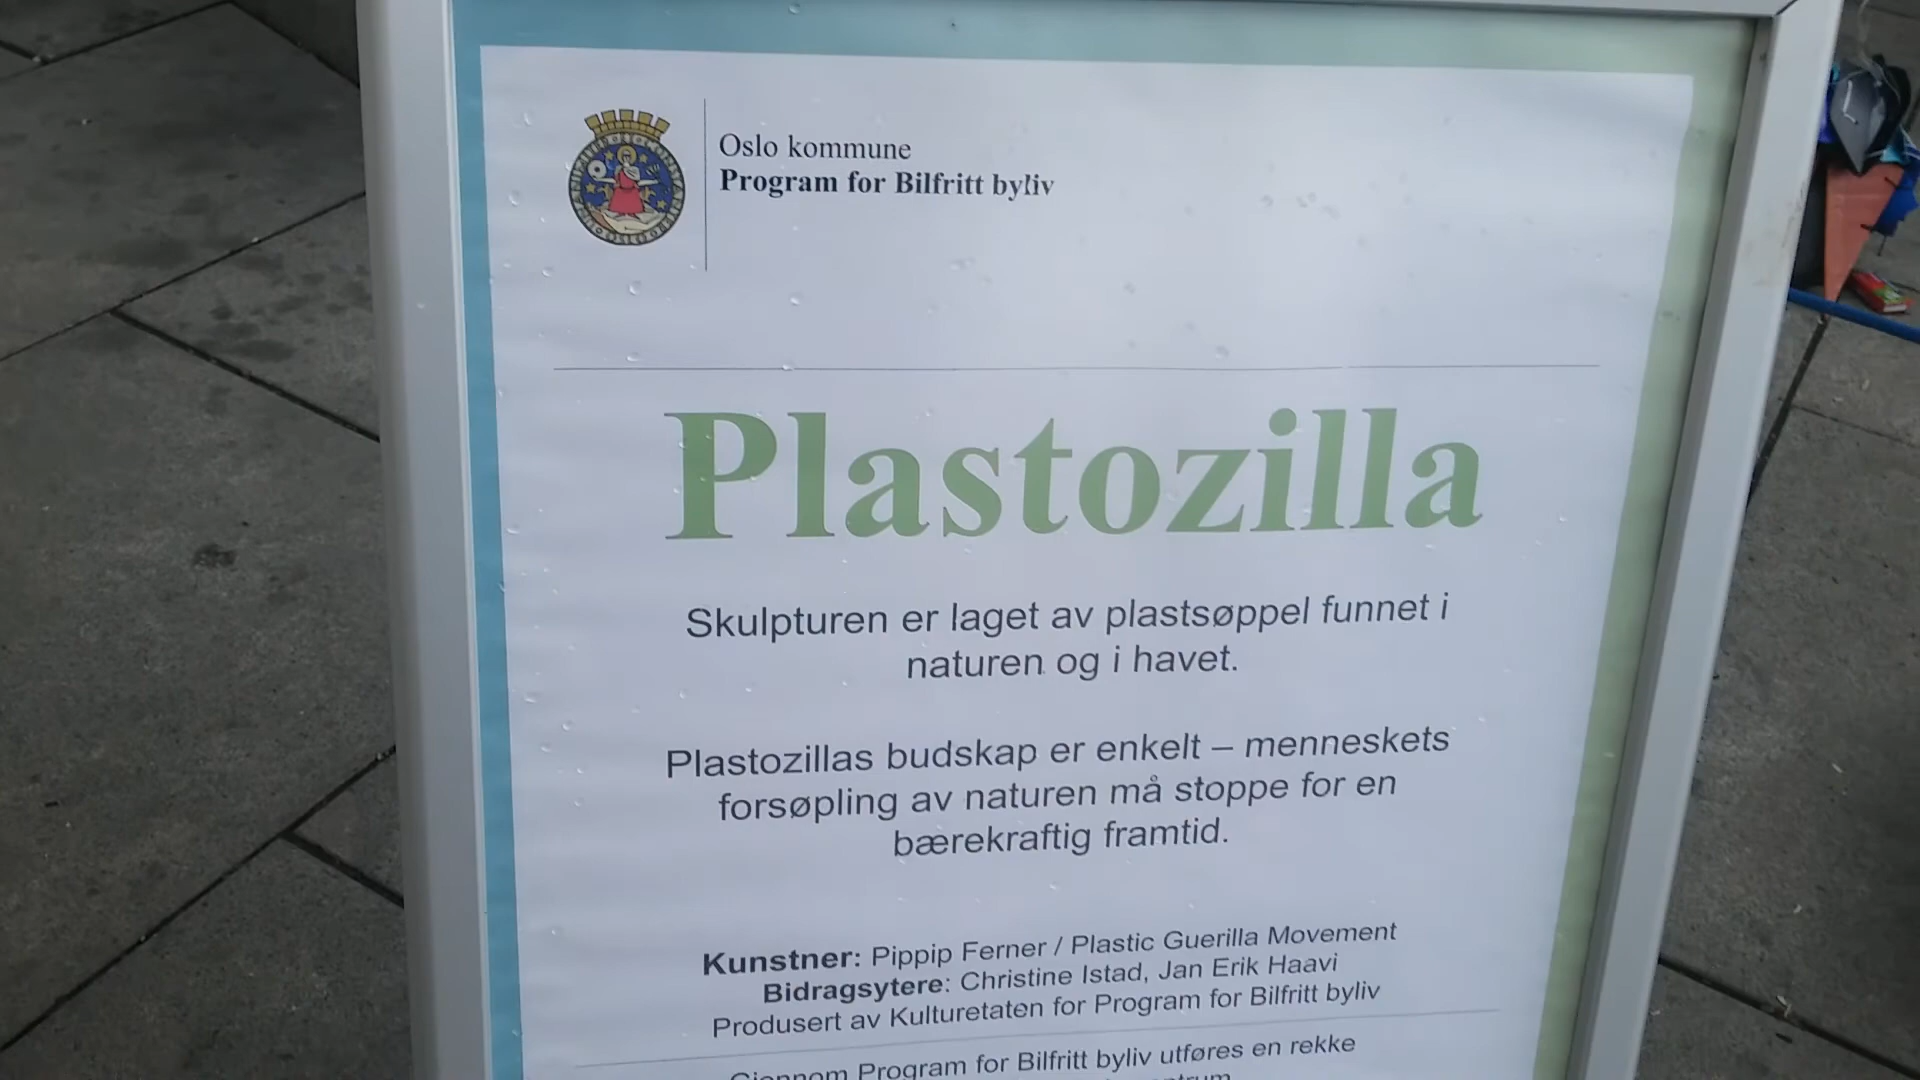 Oslo kommune
Program for Bilfritt byliv
Plastozilla
Skulpturen er laget av plastsøppel funnet i
naturen og i havet.
Plastozillas budskap er enkelt – menneskets
forsøpling av naturen må stoppe for en
bærekraftig framtid.
Kunstner: Pippip Ferner / Plastic Guerilla Movement
Bidragsytere: Christine Istad, Jan Erik Haavi
Produsert av Kulturetaten for Program for Bilfritt byliv
Gjennom Program for Bilfritt byliv utføres en rekke